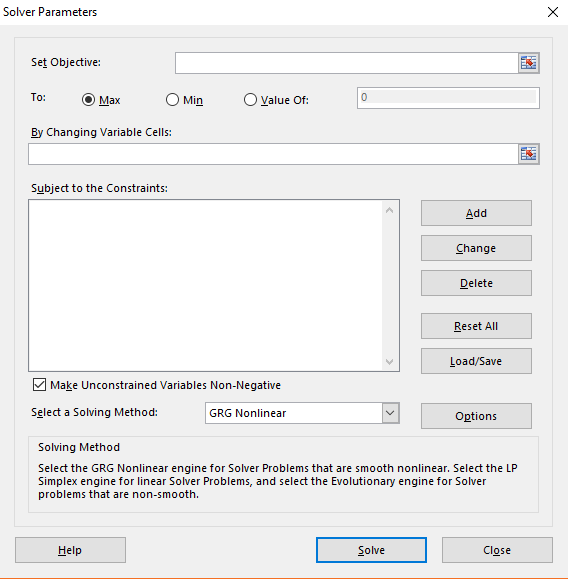 Solver Parameters
Set Objective:
To: Max Min Value Of: 0
By Changing Variable Cells:
Subject to the Constraints:
Add
Change
Delete
Reset All
Load/Save
Make Unconstrained Variables Non-Negative
Select a Solving Method: GRG Nonlinear Options
Solving Method
Select the GRG Nonlinear engine for Solver Problems that are smooth nonlinear. Select the LP
Simplex engine for linear Solver Problems, and select the Evolutionary engine for Solver
problems that are non-smooth.
Help Solve Close